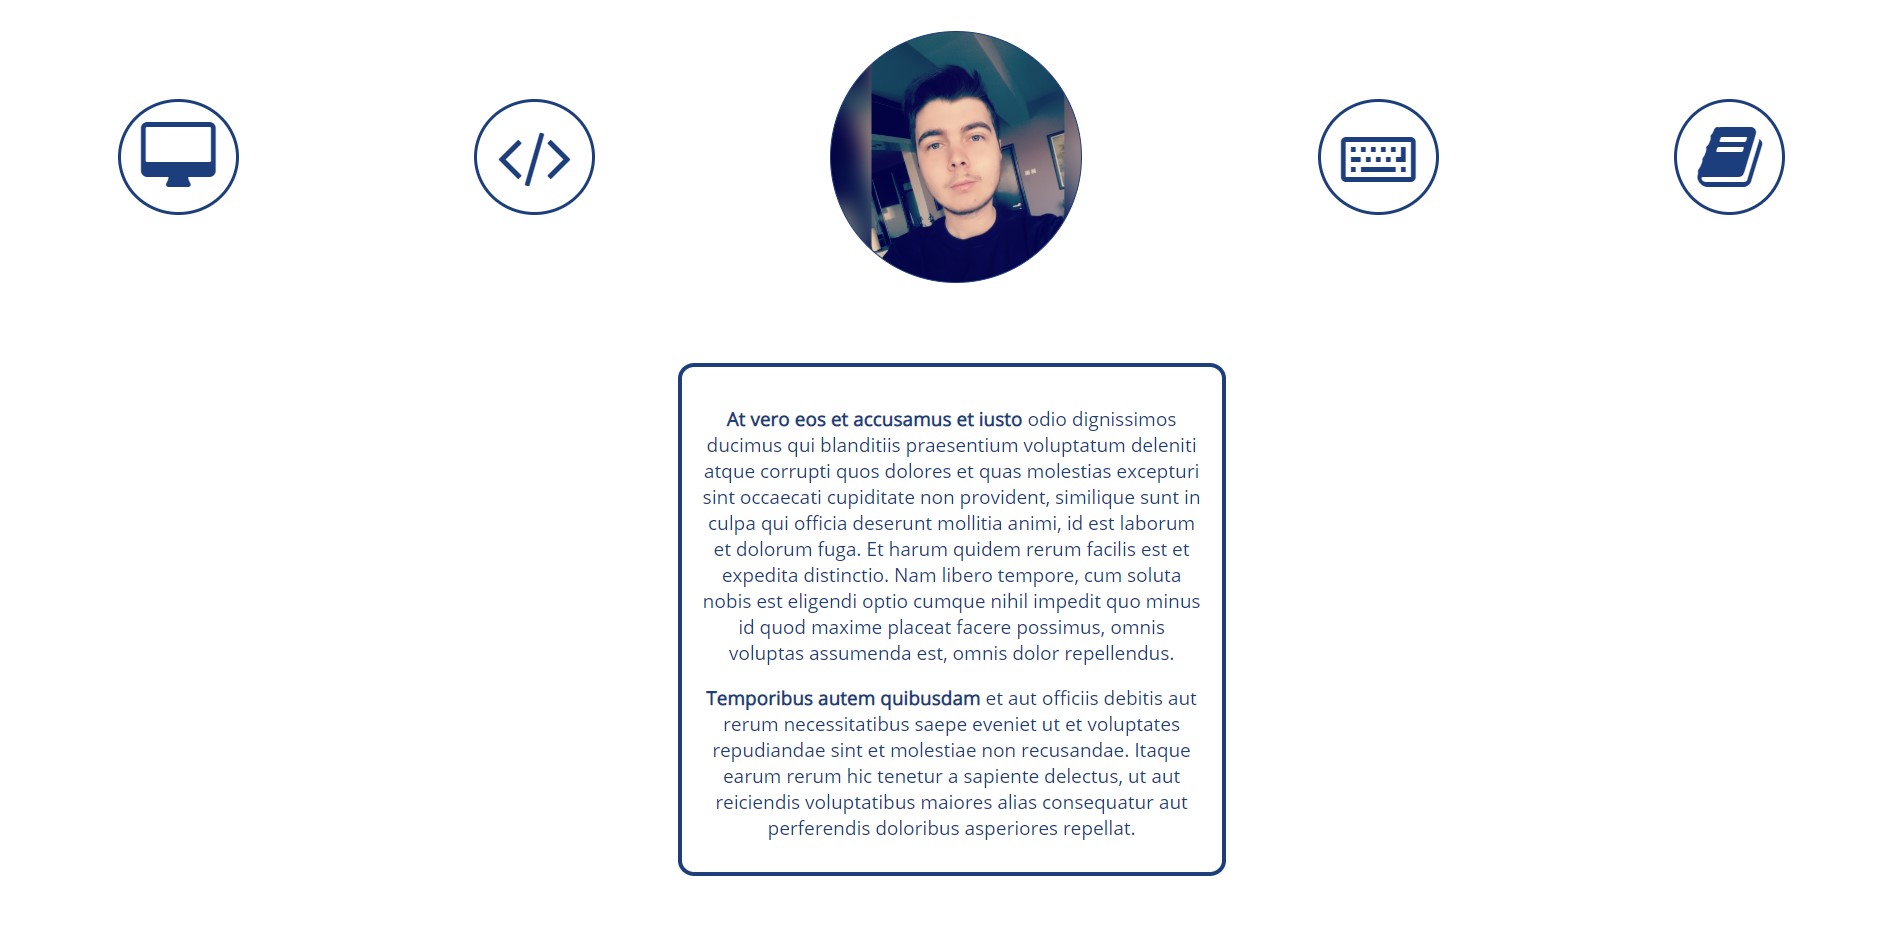 At vero eos et accusamus et iusto odio dignissimos
ducimus qui blanditiis praesentium voluptatum deleniti
atque corrupti quos dolores et quas molestias excepturi
sint occaecati cupiditate non provident, similique sunt in
culpa qui officia deserunt mollitia animi, id est laborum
et dolorum fuga. Et harum quidem rerum facilis est et
expedita distinctio. Nam libero tempore, cum soluta
nobis est eligendi optio cumque nihil impedit quo minus
id quod maxime placeat facere possimus, omnis
voluptas assumenda est, omnis dolor repellendus.
Temporibus autem quibusdam et aut officiis debitis aut
rerum necessitatibus saepe eveniet ut et voluptates
repudiandae sint et molestiae non recusandae. Itaque
earum rerum hic tenetur a sapiente delectus, ut aut
reiciendis voluptatibus maiores alias consequatur aut
perferendis doloribus asperiores repellat.